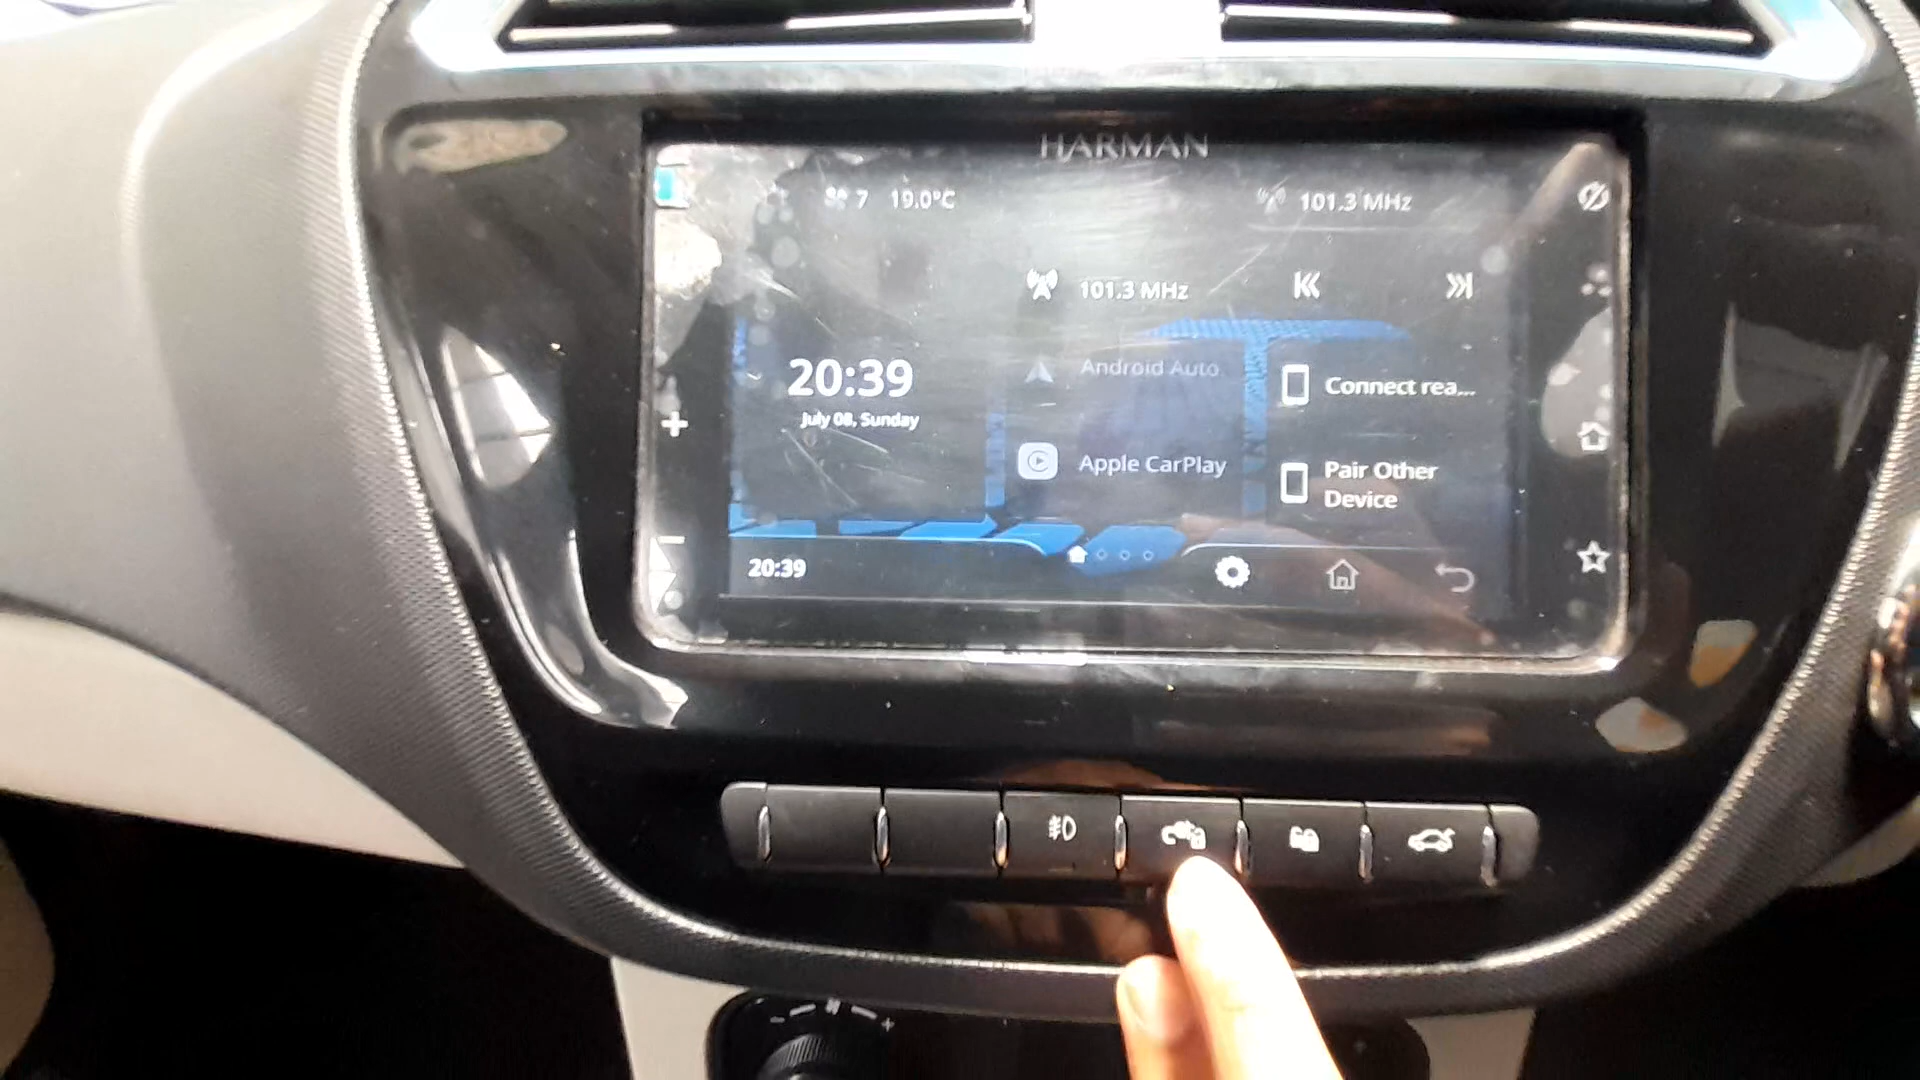 HARMAN
7 19.0°C
101.3 MHz
101.3 MHz
20:39
July 08, Sunday
Android Auto
Connect rea...
Apple CarPlay
Pair Other
Device
20:39